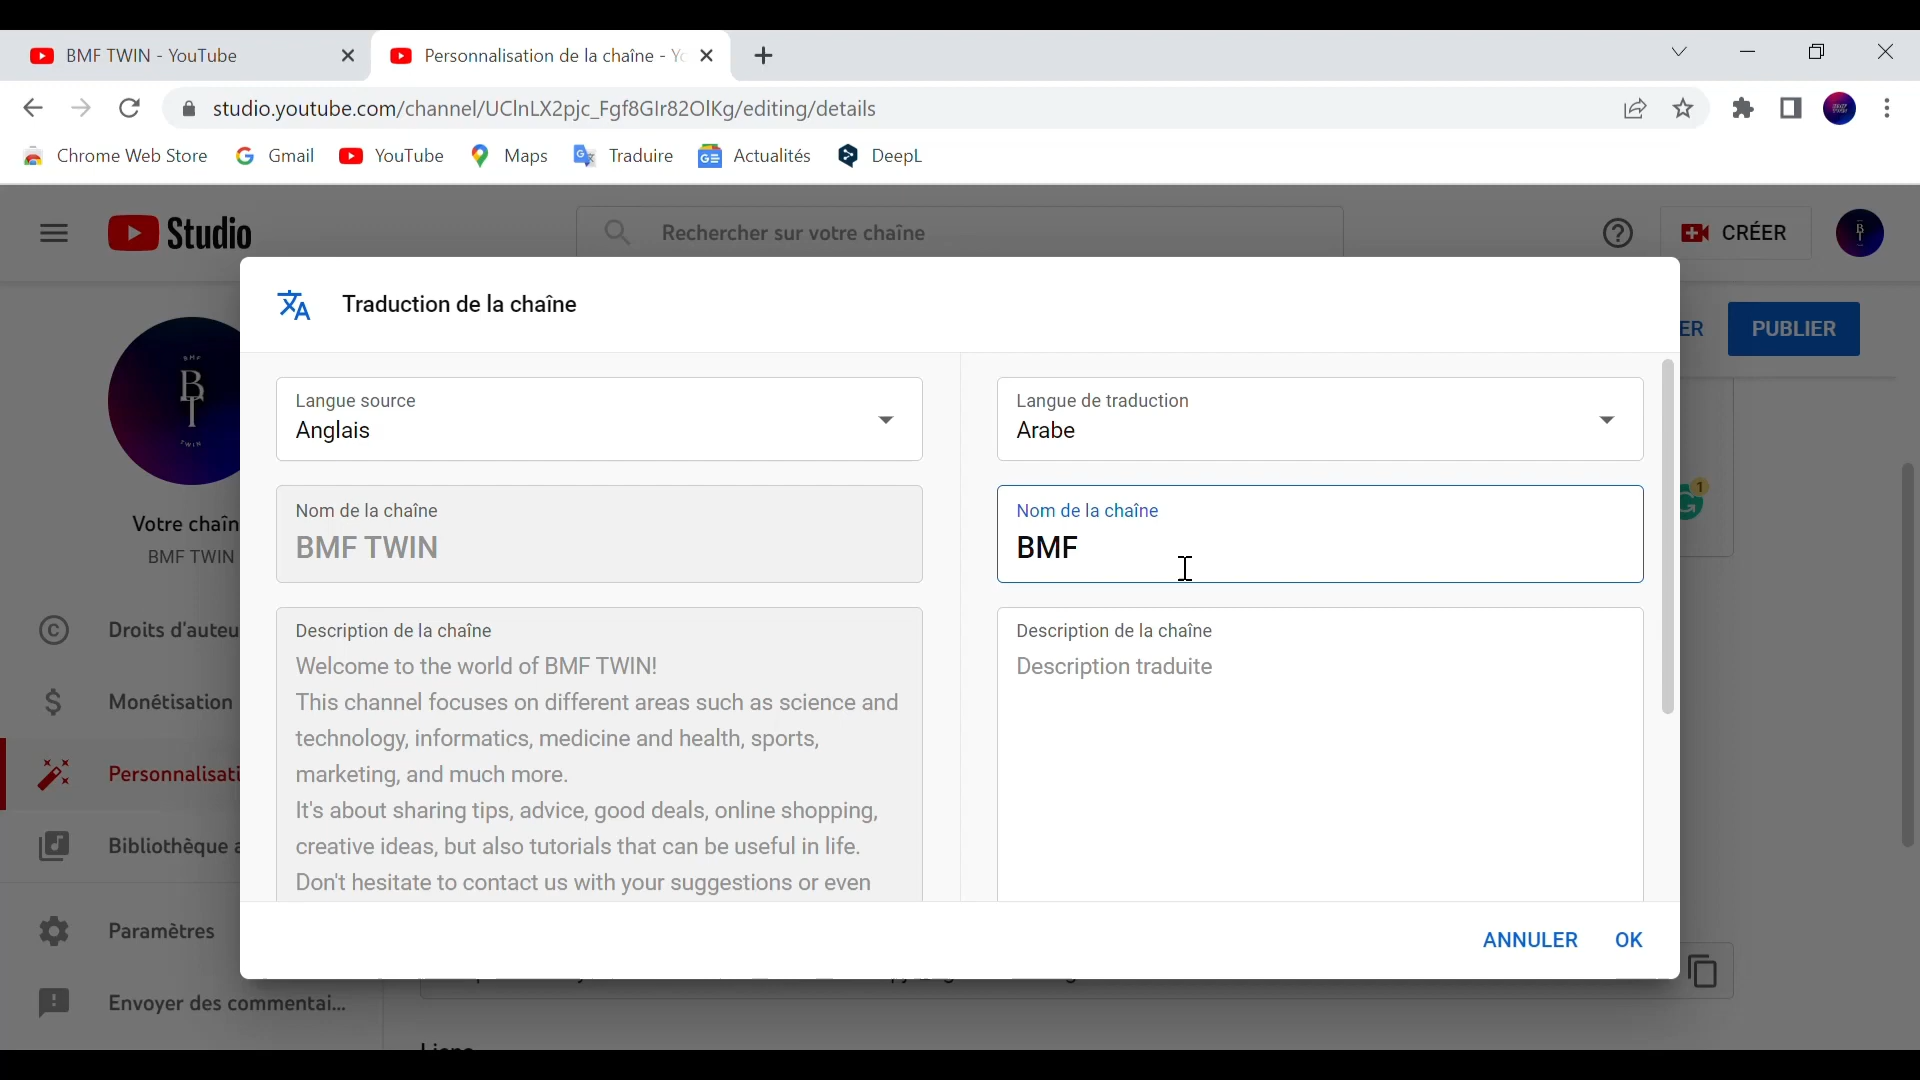 BMF TWIN - YouTube
Personnalisation de la chaîne - Yo
studio.youtube.com/channel/UClnLX2pjc_Fgf8GIr82OlKg/editing/details
Chrome Web Store
Gmail
YouTube
Maps
Traduire
Actualités
DeepL
Studio
Rechercher sur votre chaîne
CRÉER
Traduction de la chaîne
ER
PUBLIER
Langue source
Anglais
Langue de traduction
Arabe
BMF
BT
TWIN
Votre chaîn
BMF TWIN
Nom de la chaîne
BMF TWIN
Nom de la chaîne
BMF
1
Description de la chaîne
Welcome to the world of BMF TWIN!
This channel focuses on different areas such as science and
technology, informatics, medicine and health, sports,
marketing, and much more.
It's about sharing tips, advice, good deals, online shopping,
creative ideas, but also tutorials that can be useful in life.
Don't hesitate to contact us with your suggestions or even
Description de la chaîne
Description traduite
Droits d'auteu
Monétisation
Personnalisati
Bibliothèque a
Paramètres
Envoyer des commentai...
ANNULER
OK